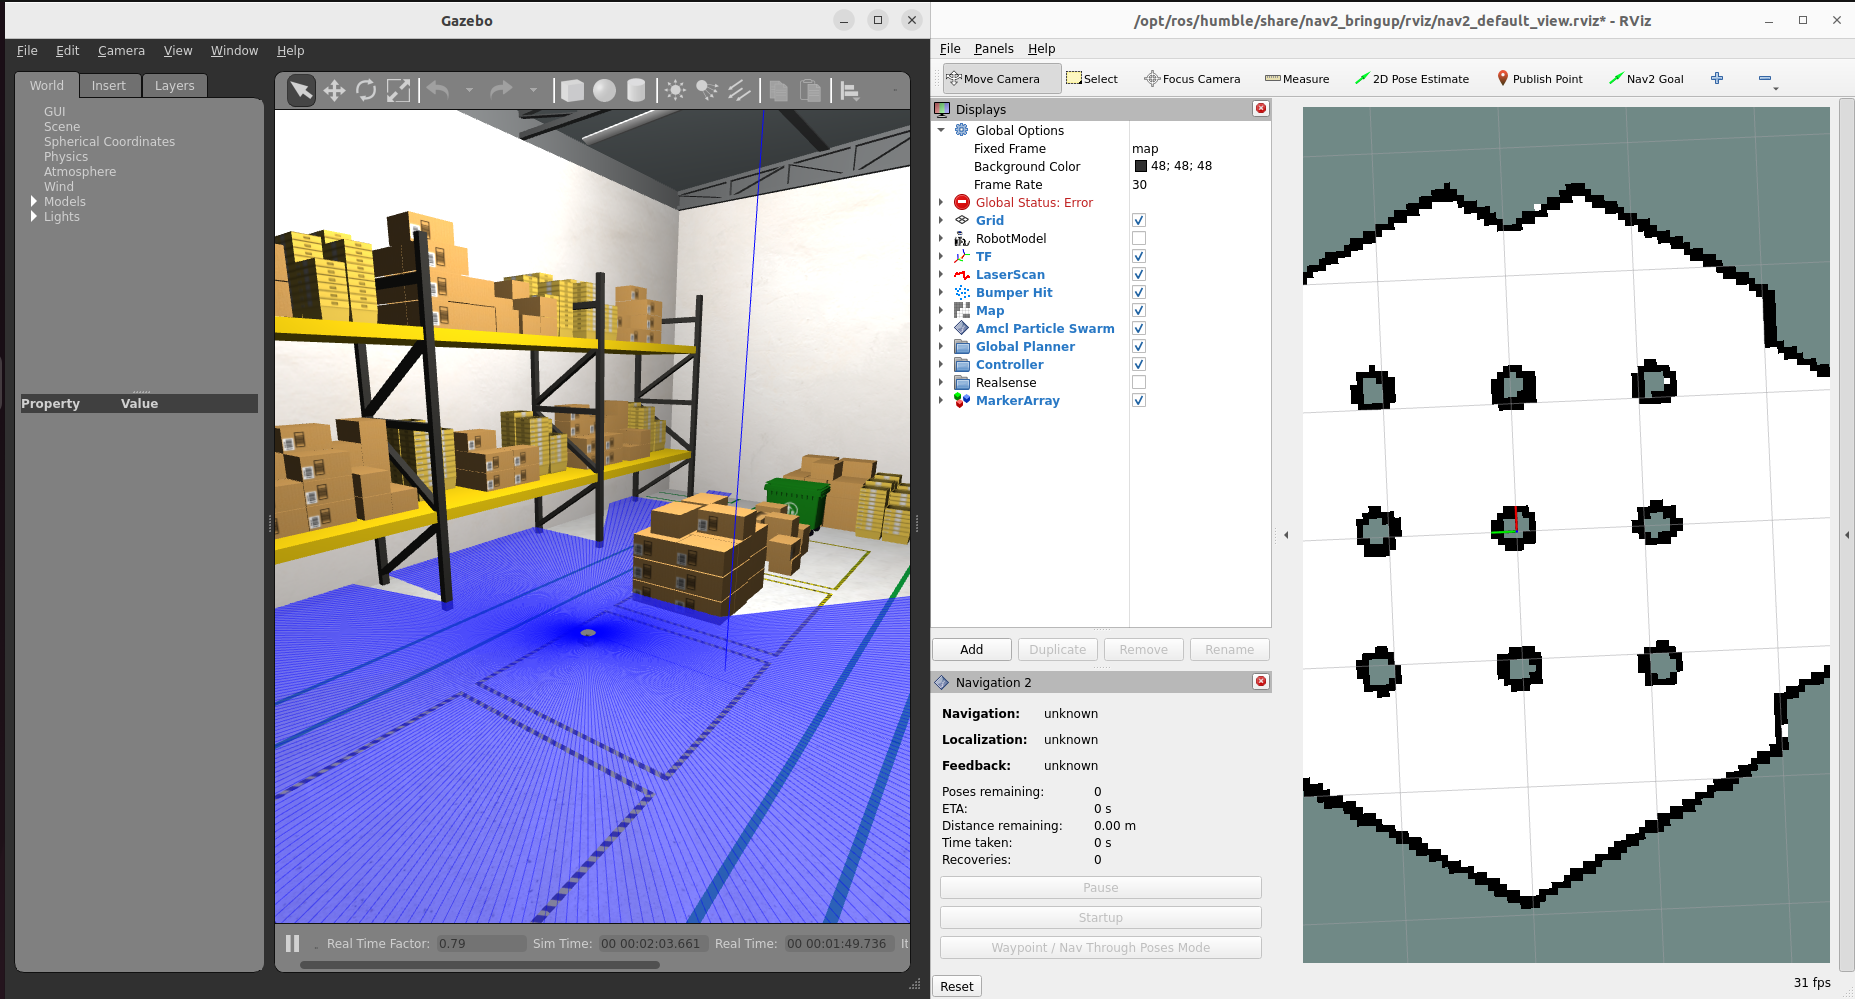 Gazebo
File Edit Camera View Window Help
World Insert Layers
GUI
Scene
Spherical Coordinates
Physics
Atmosphere
Wind
Models
Lights
Property Value
Real Time Factor: 0.79 Sim Time: 00 00:02:03.661 Real Time: 00 00:01:49.736 It
/opt/ros/humble/share/nav2_bringup/rviz/nav2_default_view.rviz* - RViz
File Panels Help
Move Camera Select Focus Camera Measure 2D Pose Estimate Publish Point Nav2 Goal
Displays
Global Options
Fixed Frame map
Background Color 48; 48; 48
Frame Rate 30
Global Status: Error
Grid
RobotModel
TF
LaserScan
Bumper Hit
Map
Amcl Particle Swarm
Global Planner
Controller
Realsense
MarkerArray
Add Duplicate Remove Rename
Navigation 2
Navigation: unknown
Localization: unknown
Feedback: unknown
Poses remaining: 0
ETA: 0 s
Distance remaining: 0.00 m
Time taken: 0 s
Recoveries: 0
Pause
Startup
Waypoint / Nav Through Poses Mode
Reset
31 fps